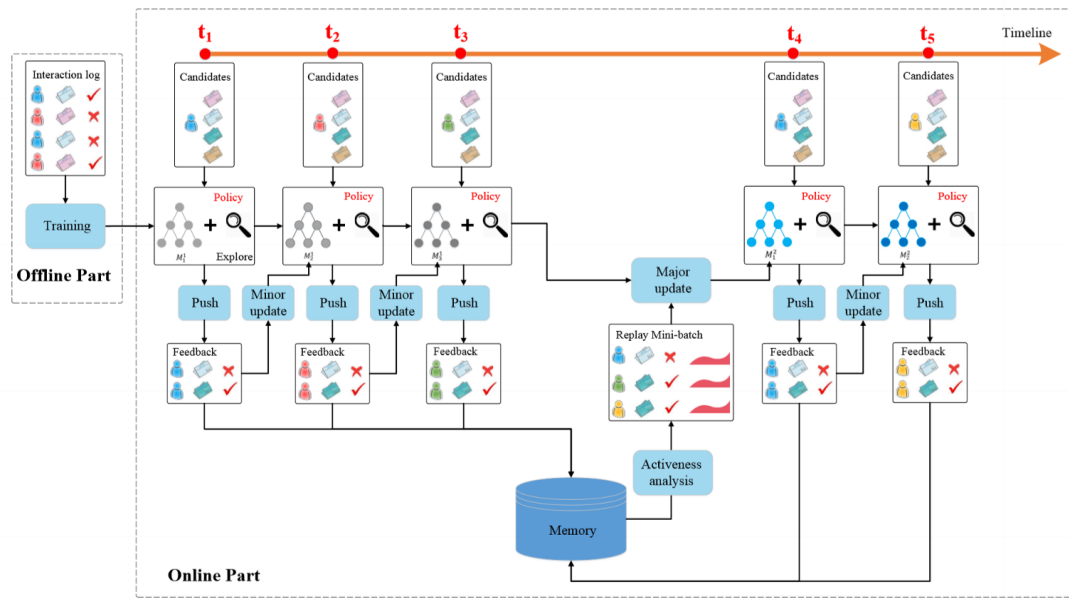 t1
t2
t3
t4
t5
Timeline
Interaction log
Candidates
Candidates
Candidates
Candidates
Candidates
Training
Policy
Policy
Policy
Policy
Policy
+
+
+
+
+
Explore
Offline Part
Major
update
Push
Minor
update
Push
Minor
update
Push
Push
Minor
update
Push
Feedback
Feedback
Feedback
Replay Mini-batch
Feedback
Feedback
Activeness
analysis
Memory
Online Part